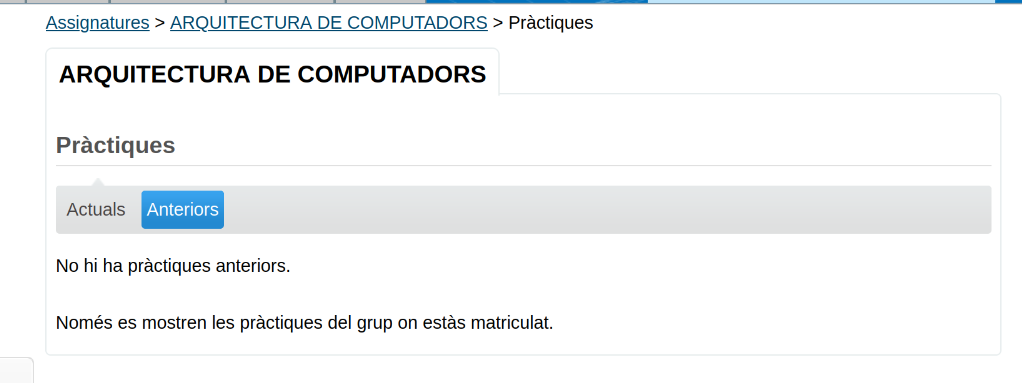 Assignatures > ARQUITECTURA DE COMPUTADORS > Pràctiques
ARQUITECTURA DE COMPUTADORS
Pràctiques
Actuals Anteriors
No hi ha pràctiques anteriors.
Només es mostren les pràctiques del grup on estàs matriculat.